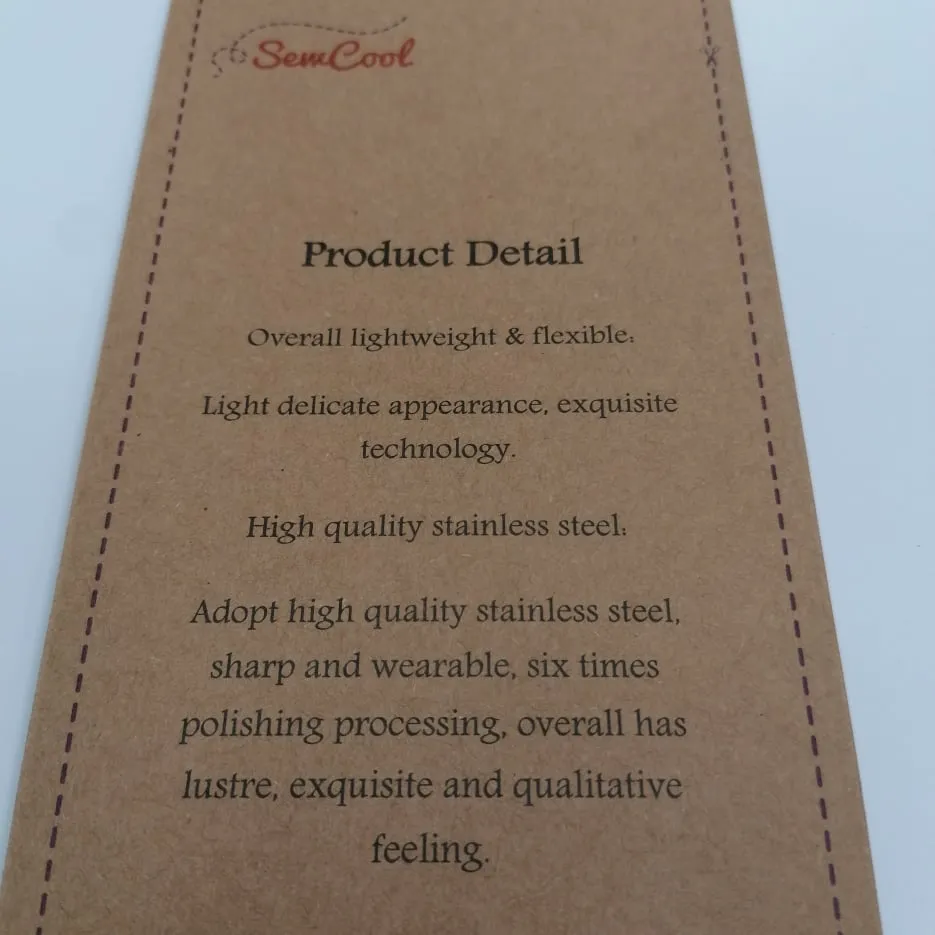 SemCool
Product Detail
Overall lightweight & flexible:
Light delicate appearance, exquisite
technology.
High quality stainless steel:
Adopt high quality stainless steel,
sharp and wearable, six times
polishing processing, overall has
lustre, exquisite and qualitative
feeling.